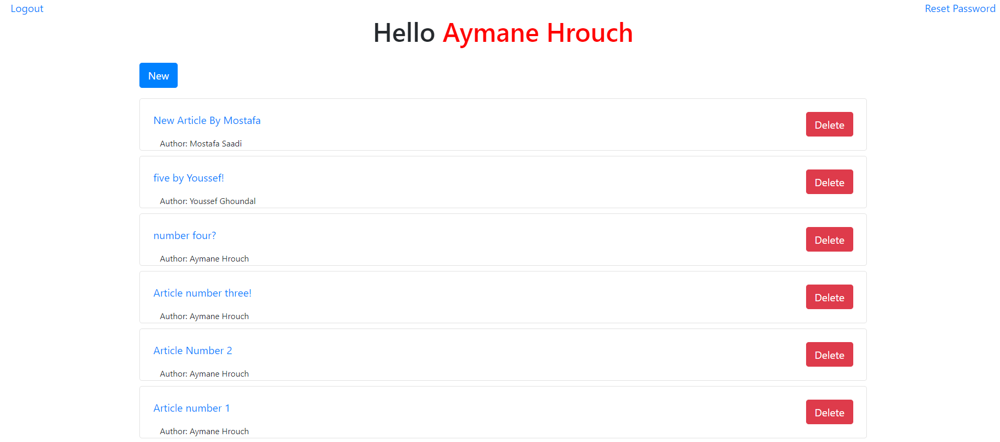 Logout
Reset Password
Hello Aymane Hrouch
New
New Article By Mostafa
Delete
Author: Mostafa Saadi
five by Youssef!
Delete
Author: Youssef Ghoundal
number four?
Delete
Author: Aymane Hrouch
Article number three!
Delete
Author: Aymane Hrouch
Article Number 2
Delete
Author: Aymane Hrouch
Article number 1
Delete
Author: Aymane Hrouch